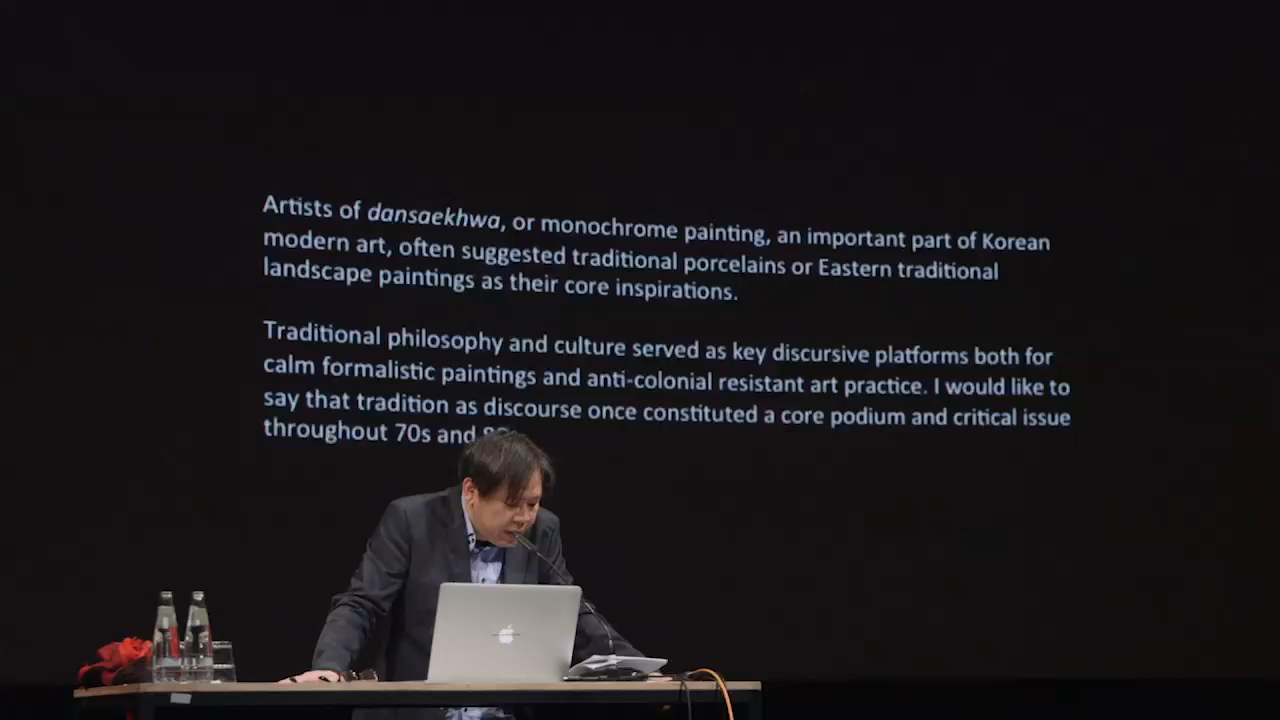 Artists of dansaekhwa, or monochrome painting, an important part of Korean
modern art, often suggested traditional porcelains or Eastern traditional
landscape paintings as their core inspirations.
Traditional philosophy and culture served as key discursive platforms both for
calm formalistic paintings and anti-colonial resistant art practice. I would like to
say that tradition as discourse once constituted a core podium and critical issue
throughout 70s and